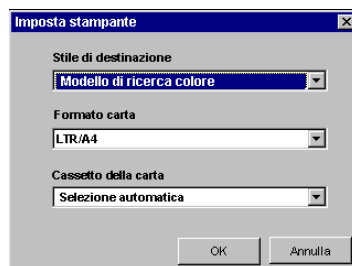 Imposta stampante
Stile di destinazione
Modello di ricerca colore
Formato carta
LTR/A4
Cassetto della carta
Selezione automatica
OK Annulla